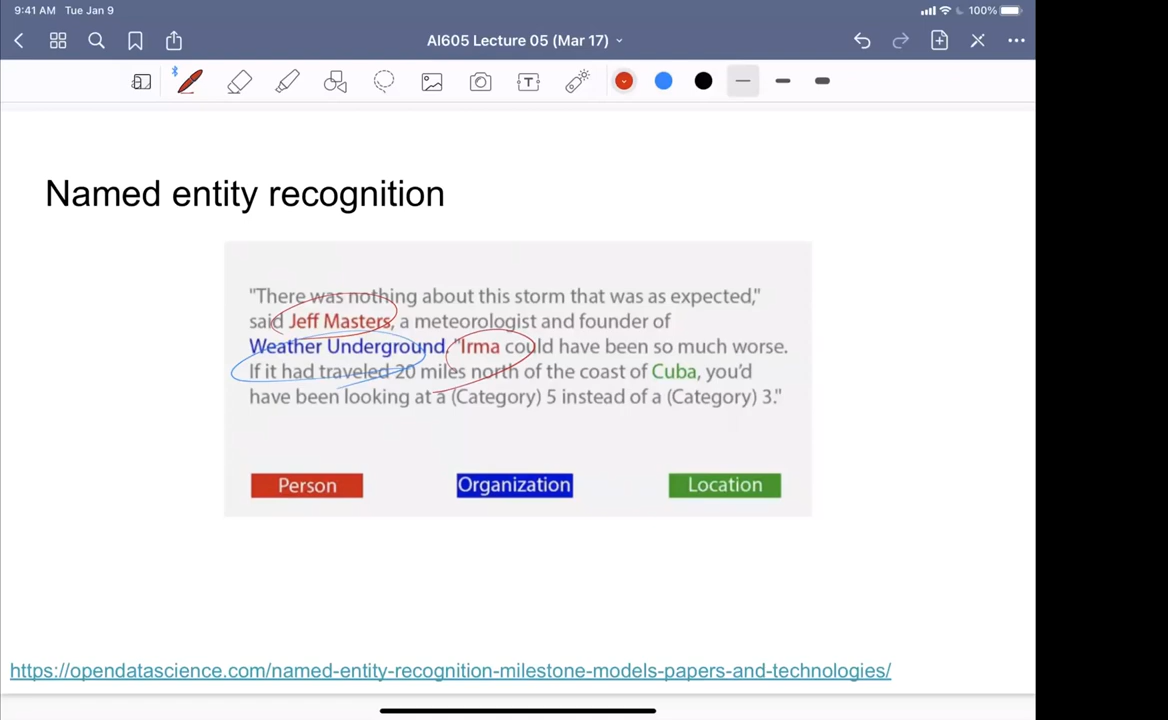 9:41 AM Tue Jan 9
100%
AI605 Lecture 05 (Mar 17)
T
Named entity recognition
"There was nothing about this storm that was as expected,"
said Jeff Masters, a meteorologist and founder of
Weather Underground. "Irma could have been so much worse.
If it had traveled 20 miles north of the coast of Cuba, you'd
have been looking at a (Category) 5 instead of a (Category) 3."
Person Organization Location
https://opendatascience.com/named-entity-recognition-milestone-models-papers-and-technologies/